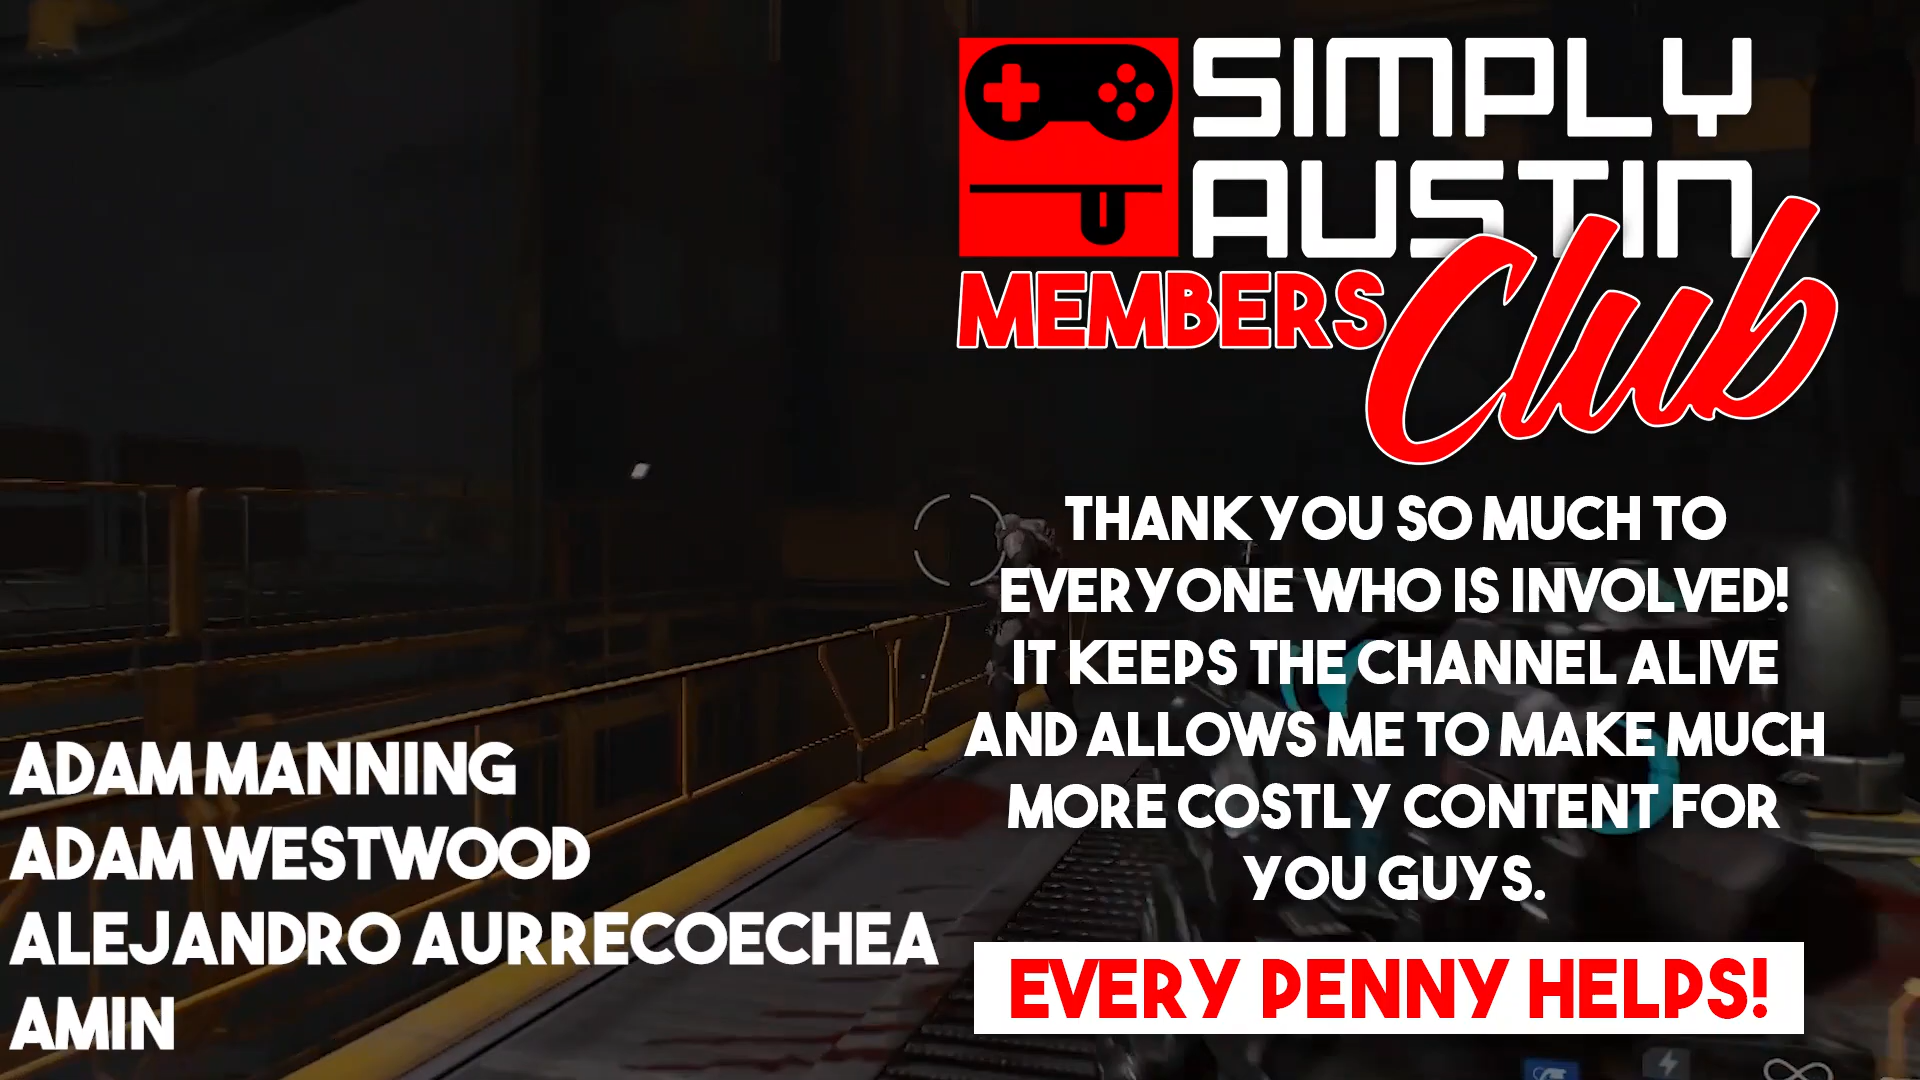 SIMPLY
AUSTIN
MEMBERS Club
THANK YOU SO MUCH TO
EVERYONE WHO IS INVOLVED!
IT KEEPS THE CHANNEL ALIVE
AND ALLOWS ME TO MAKE MUCH
MORE COSTLY CONTENT FOR
YOU GUYS.
EVERY PENNY HELPS!
ADAM MANNING
ADAM WESTWOOD
ALEJANDRO AURRECOECHEA
AMIN